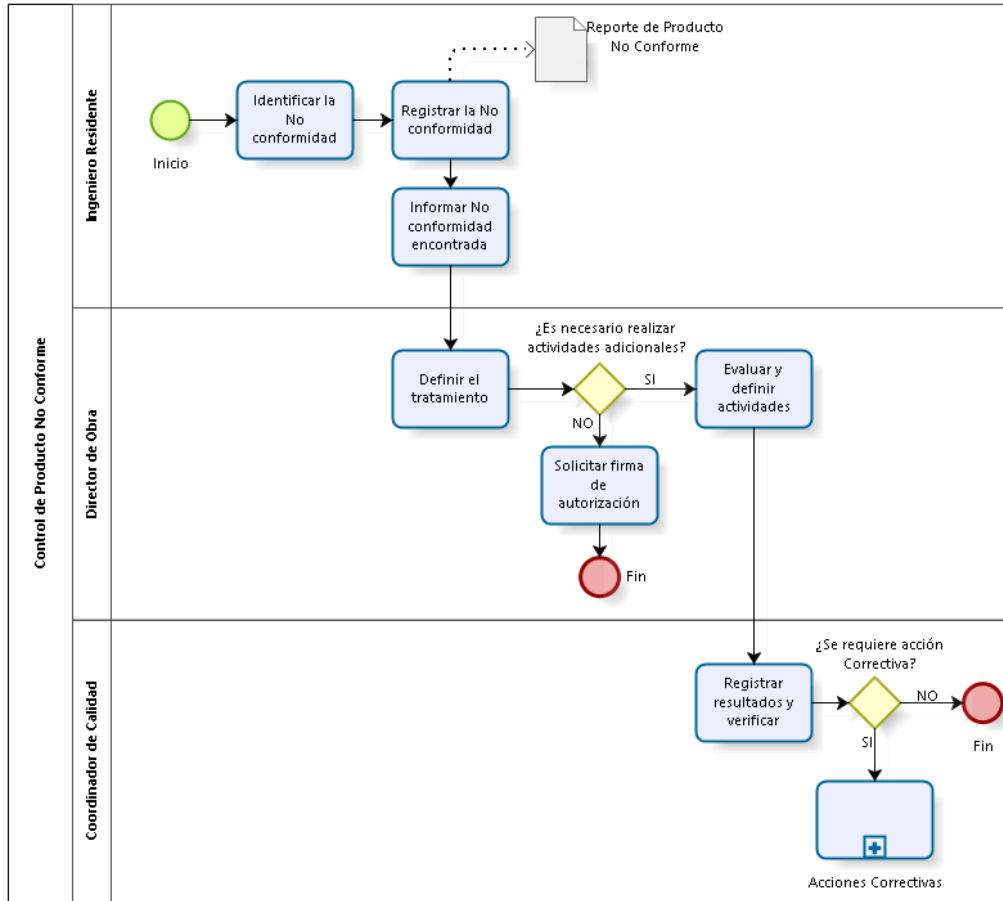 Control de Producto No Conforme
Ingeniero Residente
Inicio
Identificar la
No
conformidad
Registrar la No
conformidad
Reporte de Producto
No Conforme
Informar No
conformidad
encontrada
Director de Obra
Definir el
tratamiento
¿Es necesario realizar
actividades adicionales?
SI
NO
Evaluar y
definir
actividades
Solicitar firma
de
autorización
Fin
Coordinador de Calidad
Registrar
resultados y
verificar
¿Se requiere acción
Correctiva?
NO
SI
Fin
Acciones Correctivas